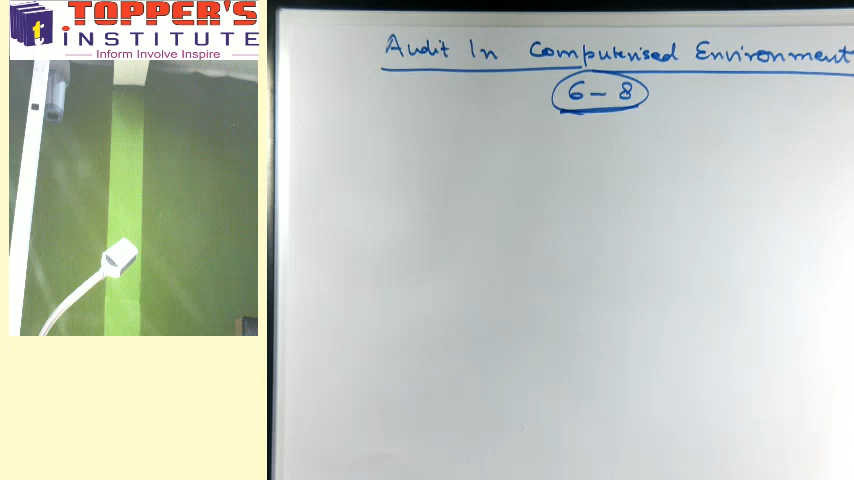 TOPPER'S
t iNSTITUTE
Inform Involve Inspire
Audit In Computerised Environment
6 - 8